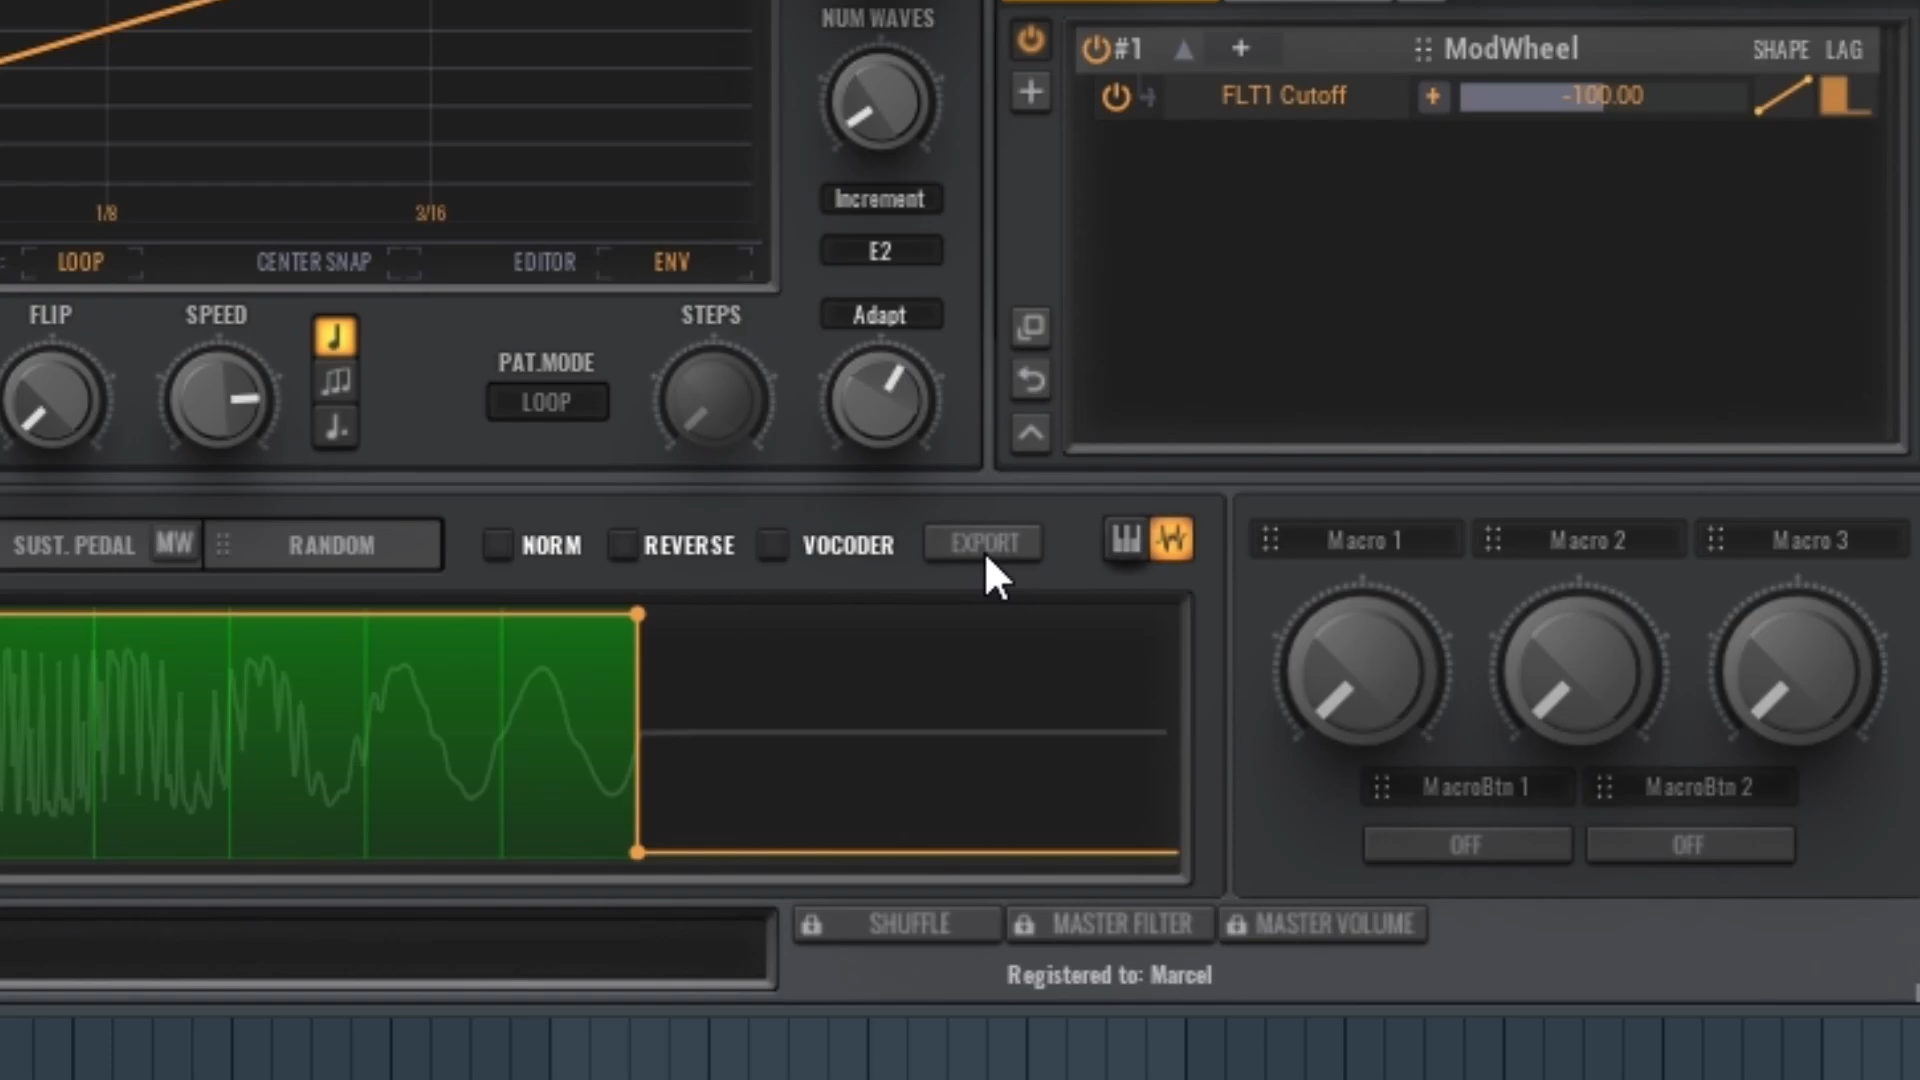 NUM WAVES
#1 + ModWheel SHAPE LAG
FLT1 Cutoff + -100.00
Increment
1/8 3/16
E2
LOOP CENTER SNAP EDITOR ENV
FLIP SPEED STEPS Adapt
PAT.MODE
LOOP
SUST. PEDAL MW RANDOM NORM REVERSE VOCODER EXPORT
Macro 1 Macro 2 Macro 3
MacroBtn 1 MacroBtn 2
OFF OFF
SHUFFLE MASTER FILTER MASTER VOLUME
Registered to: Marcel